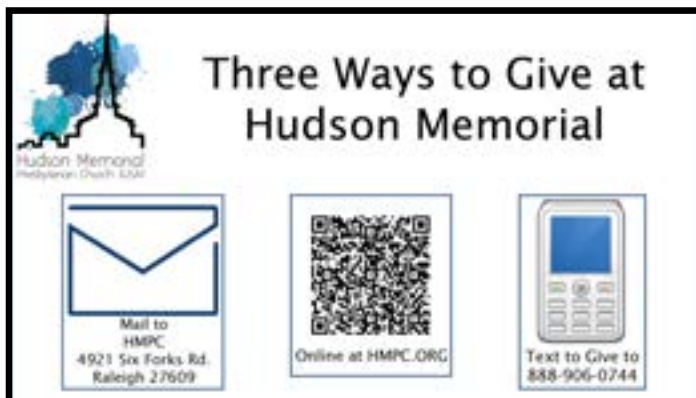 Three Ways to Give at
Hudson Memorial
Hudson Memorial
Presbyterian Church (USA)
Mail to
HMPC
4921 Six Forks Rd.
Raleigh 27609
Online at HMPC.ORG
Text to Give to
888-906-0744